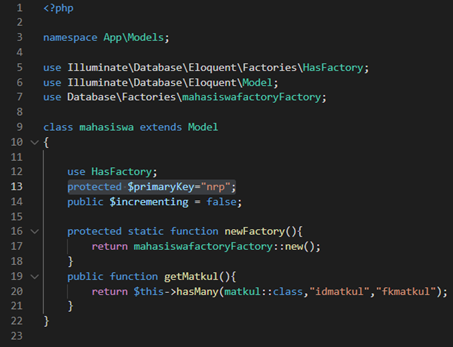 1 <?php
2
3 namespace App\Models;
4
5 use Illuminate\Database\Eloquent\Factories\HasFactory;
6 use Illuminate\Database\Eloquent\Model;
7 use Database\Factories\mahasiswafactoryFactory;
8
9 class mahasiswa extends Model
10 {
11
12 use HasFactory;
13 protected $primaryKey="nrp";
14 public $incrementing = false;
15
16 protected static function newFactory(){
17 return mahasiswafactoryFactory::new();
18 }
19 public function getMatkul(){
20 return $this->hasMany(matkul::class,"idmatkul","fkmatkul");
21 }
22 }
23